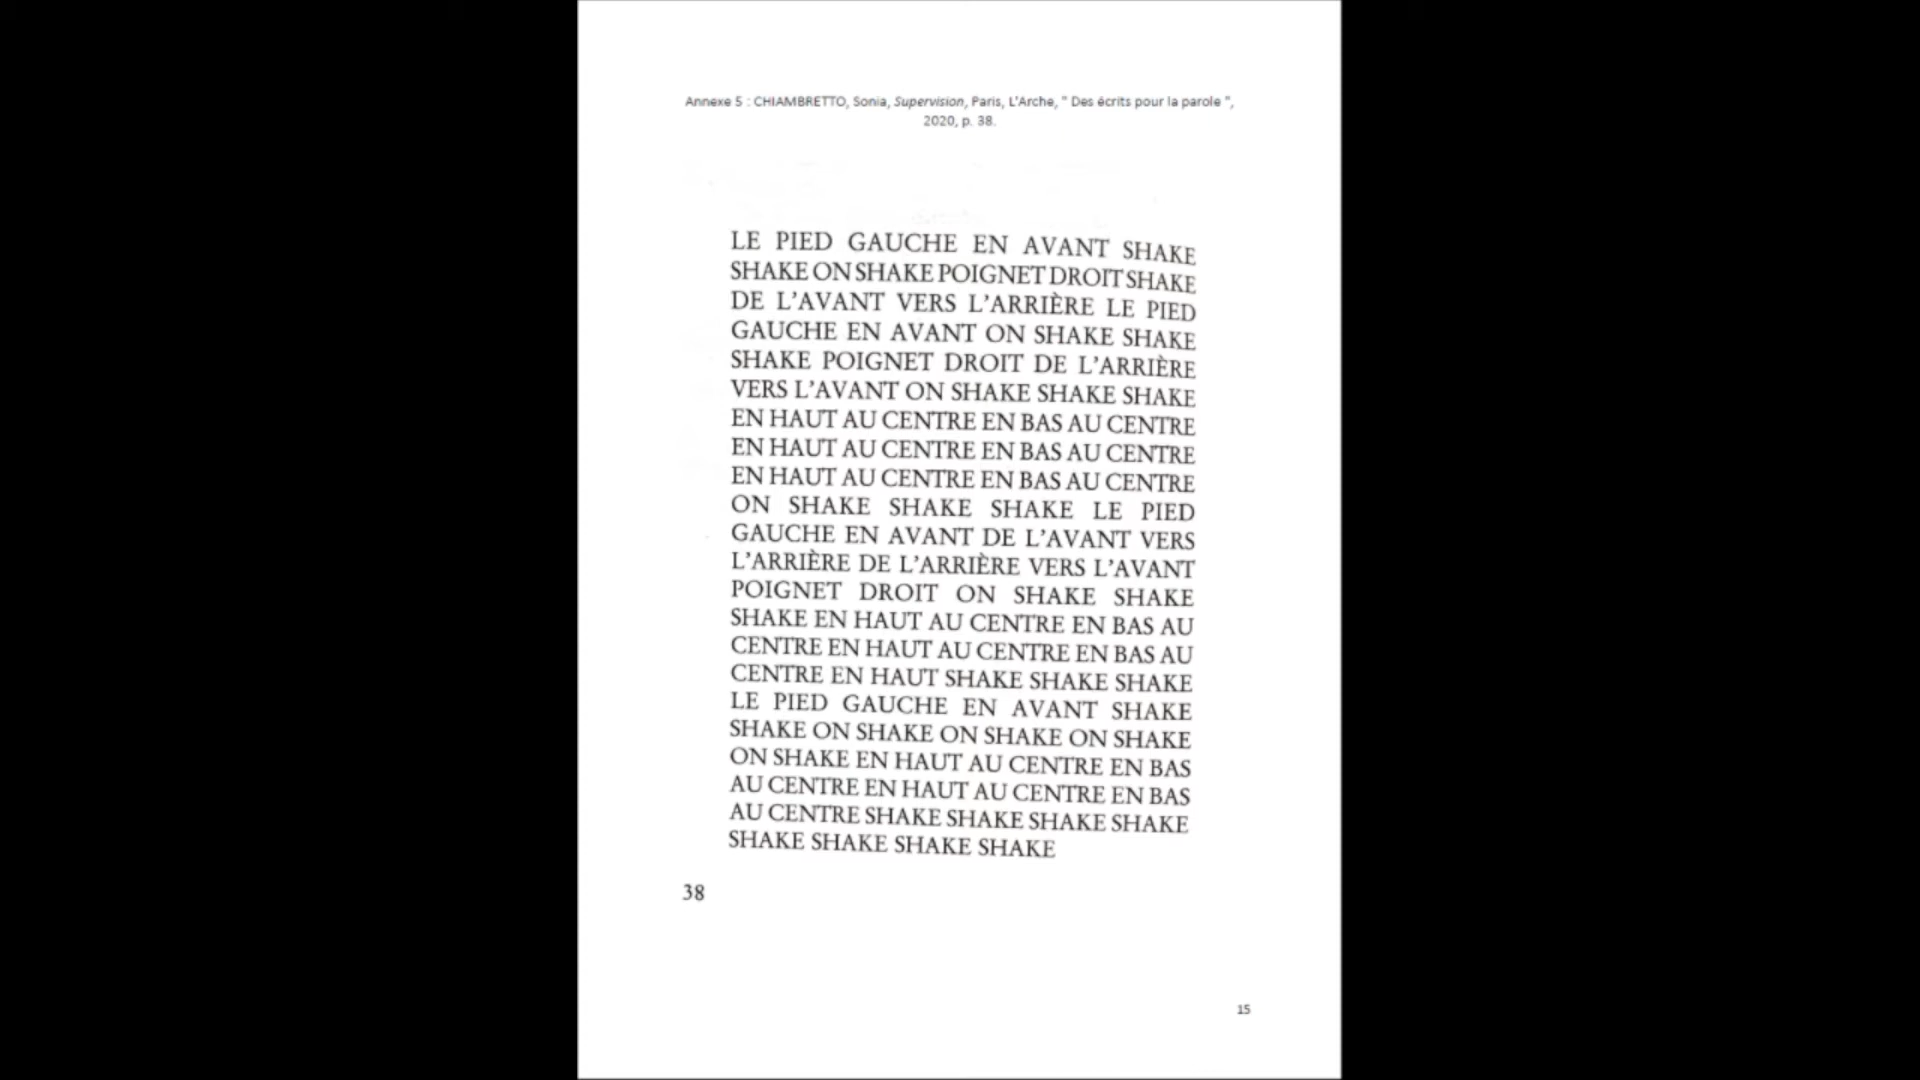 Annexe 5 : CHIAMBRETTO, Sonia, Supervision, Paris, L'Arche, " Des écrits pour la parole ",
2020, p. 38.
LE PIED GAUCHE EN AVANT SHAKE
SHAKE ON SHAKE POIGNET DROIT SHAKE
DE L'AVANT VERS L'ARRIÈRE LE PIED
GAUCHE EN AVANT ON SHAKE SHAKE
SHAKE POIGNET DROIT DE L'ARRIÈRE
VERS L'AVANT ON SHAKE SHAKE SHAKE
EN HAUT AU CENTRE EN BAS AU CENTRE
EN HAUT AU CENTRE EN BAS AU CENTRE
EN HAUT AU CENTRE EN BAS AU CENTRE
ON SHAKE SHAKE SHAKE LE PIED
GAUCHE EN AVANT DE L'AVANT VERS
L'ARRIÈRE DE L'ARRIÈRE VERS L'AVANT
POIGNET DROIT ON SHAKE SHAKE
SHAKE EN HAUT AU CENTRE EN BAS AU
CENTRE EN HAUT AU CENTRE EN BAS AU
CENTRE EN HAUT SHAKE SHAKE SHAKE
LE PIED GAUCHE EN AVANT SHAKE
SHAKE ON SHAKE ON SHAKE ON SHAKE
ON SHAKE EN HAUT AU CENTRE EN BAS
AU CENTRE EN HAUT AU CENTRE EN BAS
AU CENTRE SHAKE SHAKE SHAKE SHAKE
SHAKE SHAKE SHAKE SHAKE
38
15